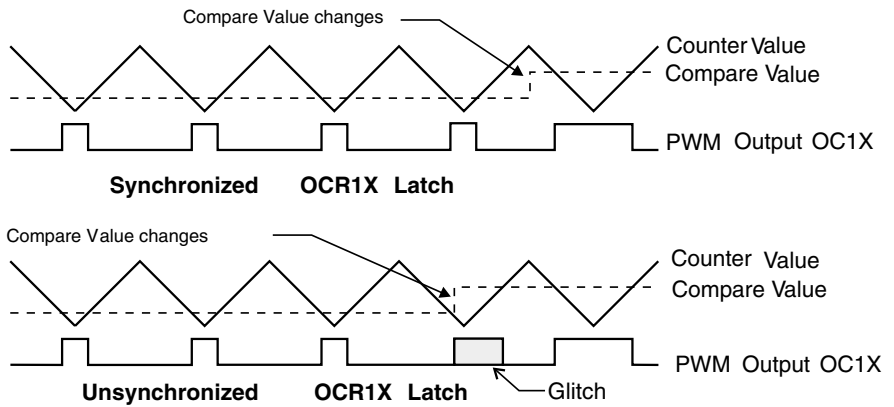 Compare Value changes
Counter Value
Compare Value
PWM Output OC1X
Synchronized OCR1X Latch
Compare Value changes
Counter Value
Compare Value
PWM Output OC1X
Unsynchronized OCR1X Latch
Glitch